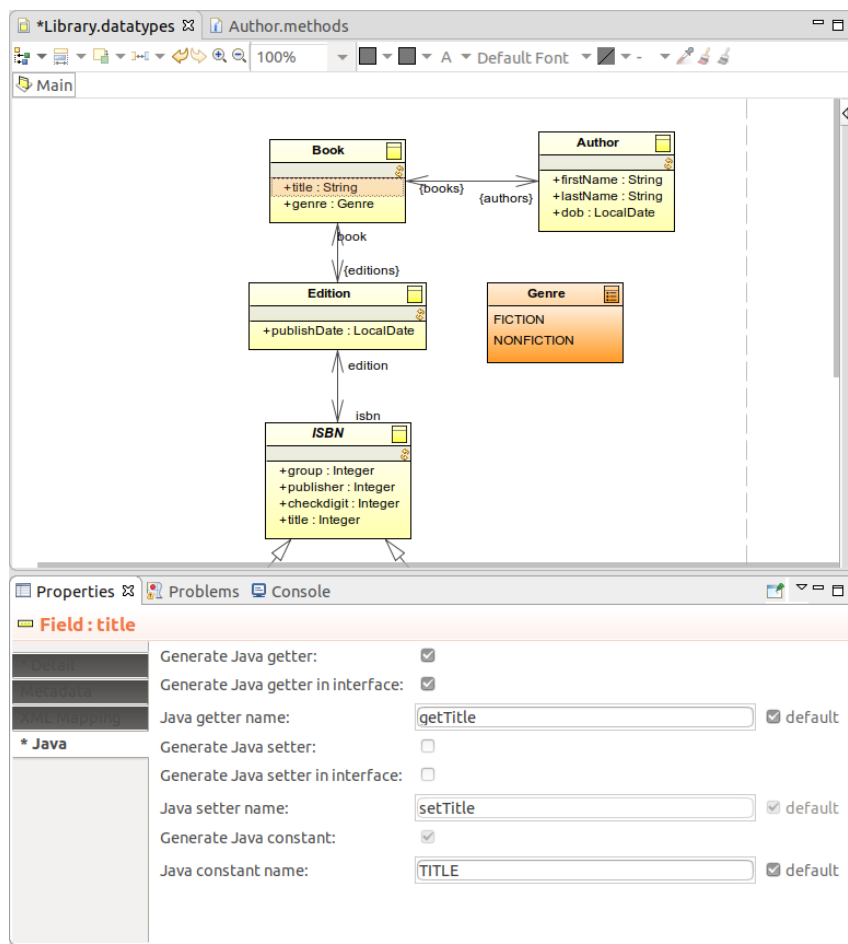 *Library.datatypes
Author.methods
100%
A
Default Font
-
Main
Book
+title : String
+genre : Genre
Author
+firstName : String
+lastName : String
+dob : LocalDate
{books}
{authors}
book
{editions}
Edition
+publishDate : LocalDate
Genre
FICTION
NONFICTION
edition
isbn
ISBN
+group : Integer
+publisher : Integer
+checkdigit : Integer
+title : Integer
Properties
Problems
Console
Field : title
* Detail
Metadata
XML Mapping
* Java
Generate Java getter:
Generate Java getter in interface:
Java getter name: getTitle default
Generate Java setter:
Generate Java setter in interface:
Java setter name: setTitle default
Generate Java constant:
Java constant name: TITLE default